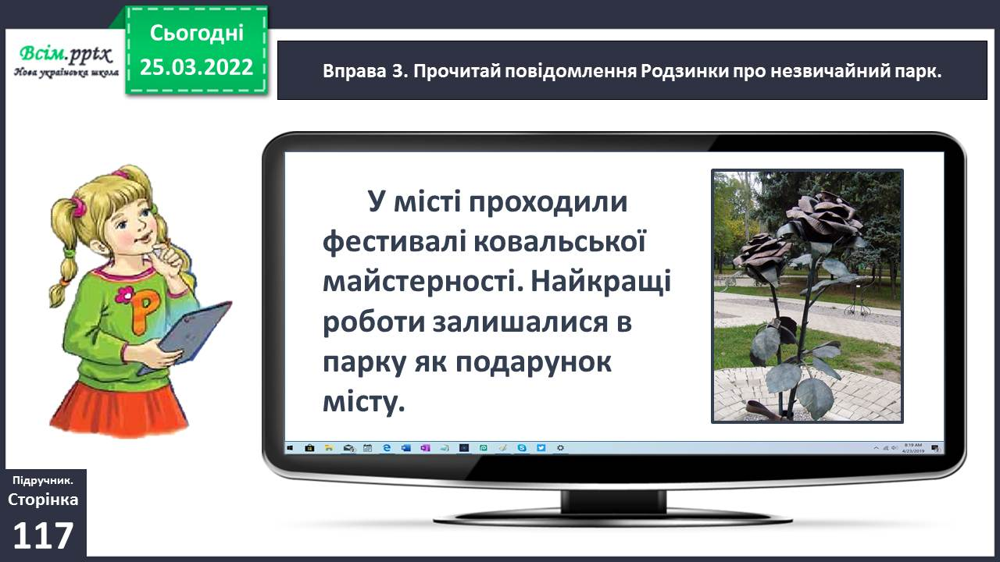 Сьогодні
25.03.2022
Всім.pptx
Нова українська школа
Вправа 3. Прочитай повідомлення Родзинки про незвичайний парк.
У місті проходили
фестивалі ковальської
майстерності. Найкращі
роботи залишалися в
парку як подарунок
місту.
Р
8:19 AM
4/23/2019
Підручник.
Сторінка
117